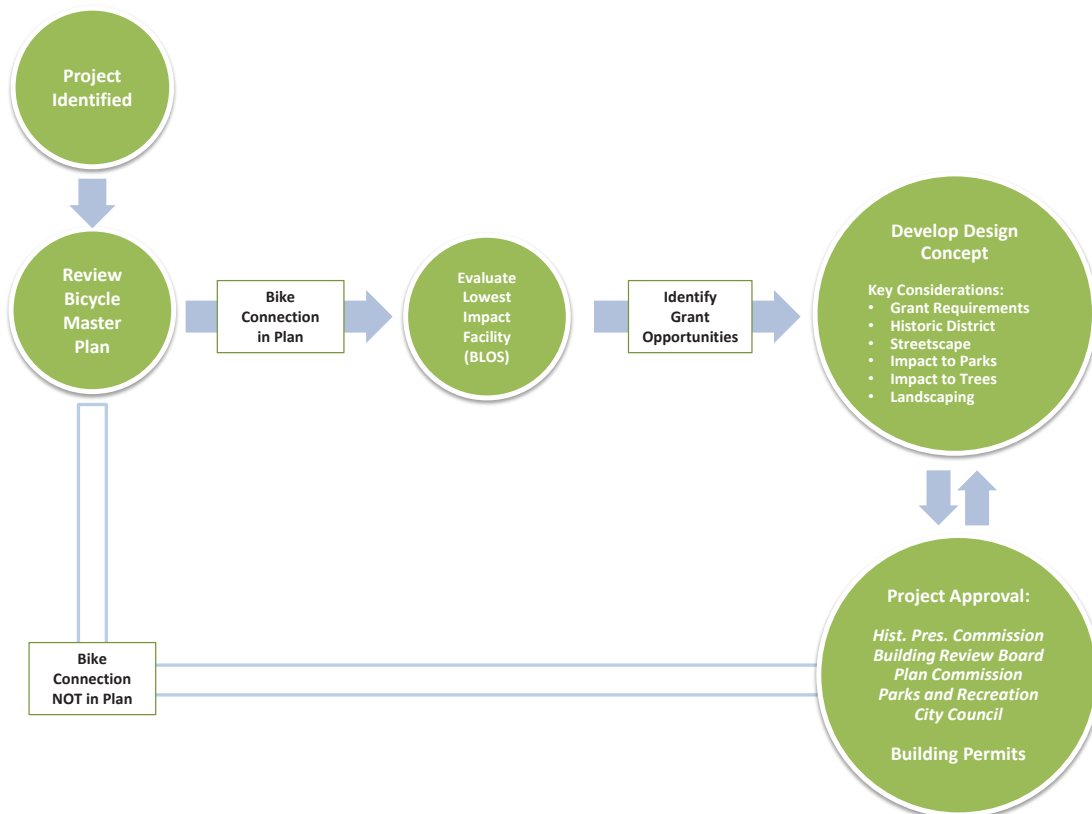 Project
Identified
Review
Bicycle
Master
Plan
Bike
Connection
in Plan
Evaluate
Lowest
Impact
Facility
(BLOS)
Identify
Grant
Opportunities
Develop Design
Concept
Key Considerations:
• Grant Requirements
• Historic District
• Streetscape
• Impact to Parks
• Impact to Trees
• Landscaping
Bike
Connection
NOT in Plan
Project Approval:
Hist. Pres. Commission
Building Review Board
Plan Commission
Parks and Recreation
City Council
Building Permits